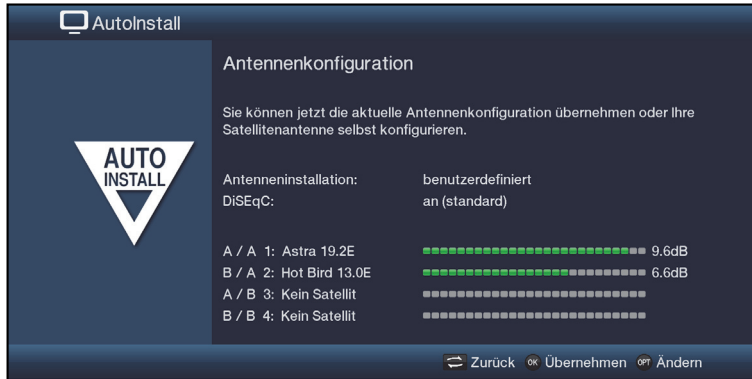 AutoInstall
Antennenkonfiguration
Sie können jetzt die aktuelle Antennenkonfiguration übernehmen oder Ihre
Satellitenantenne selbst konfigurieren.
AUTO
INSTALL
Antenneninstallation: benutzerdefiniert
DiSEqC: an (standard)
A / A 1: Astra 19.2E 9.6dB
B / A 2: Hot Bird 13.0E 6.6dB
A / B 3: Kein Satellit
B / B 4: Kein Satellit
Zurück OK Übernehmen OPT Ändern